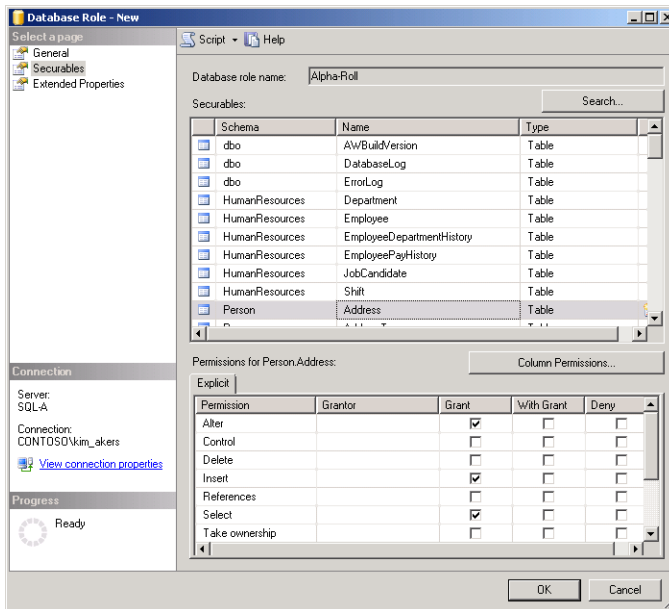 Database Role - New
Select a page
General
Securables
Extended Properties
Script Help
Database role name: Alpha-Roll
Securables: Search...
Schema Name Type
dbo AWBuildVersion Table
dbo DatabaseLog Table
dbo ErrorLog Table
HumanResources Department Table
HumanResources Employee Table
HumanResources EmployeeDepartmentHistory Table
HumanResources EmployeePayHistory Table
HumanResources JobCandidate Table
HumanResources Shift Table
Person Address Table
Connection
Server:
SQL-A
Connection:
CONTOSO\kim_akers
View connection properties
Progress
Ready
Permissions for Person.Address: Column Permissions...
Explicit
Permission Grantor Grant With Grant Deny
Alter
Control
Delete
Insert
References
Select
Take ownership
OK Cancel